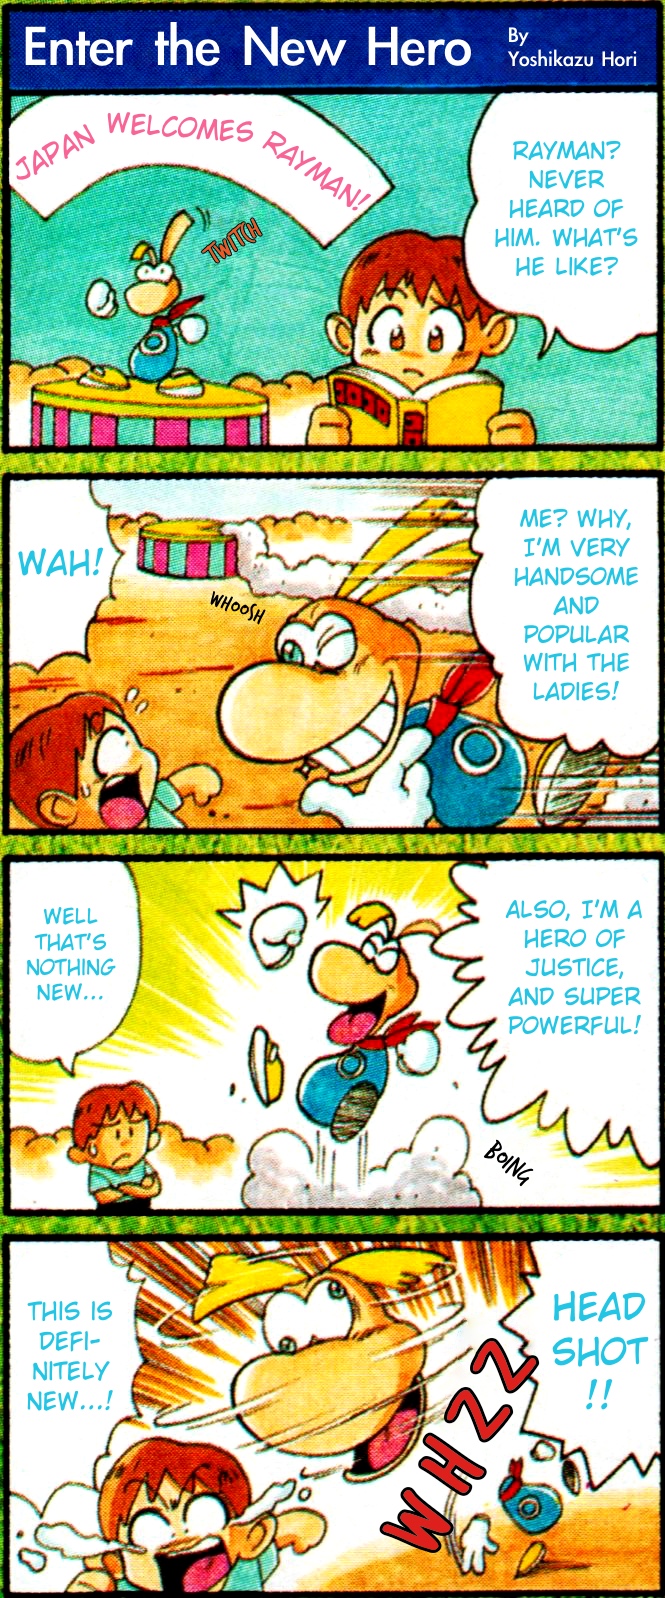 Enter the New Hero
By
Yoshikazu Hori
JAPAN WELCOMES RAYMAN!
RAYMAN?
NEVER
HEARD OF
HIM. WHAT'S
HE LIKE?
TWITCH
WAH!
ME? WHY,
I'M VERY
HANDSOME
AND
POPULAR
WITH THE
LADIES!
WHOOSH
WELL
THAT'S
NOTHING
NEW...
ALSO, I'M A
HERO OF
JUSTICE,
AND SUPER
POWERFUL!
BOING
THIS IS
DEFI-
NITELY
NEW...!
HEAD
SHOT
!!
WHZZ